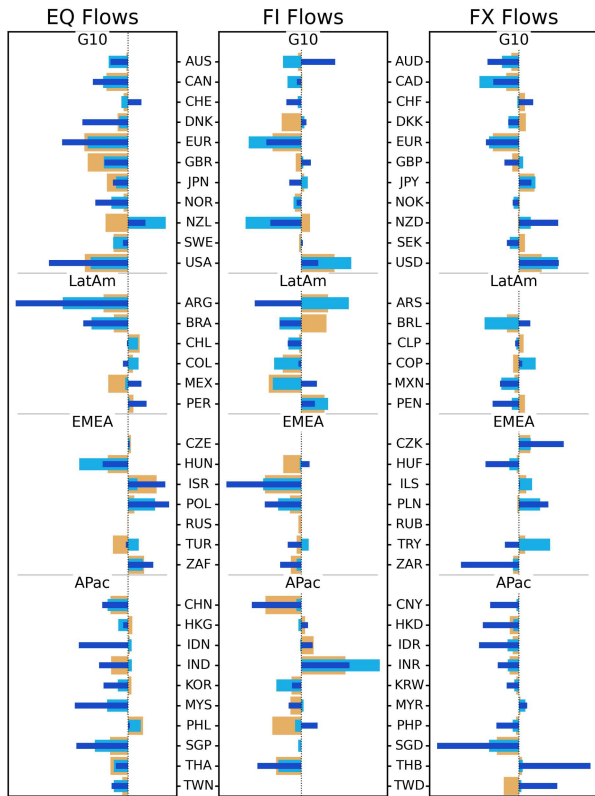 EQ Flows FI Flows FX Flows
G10 G10 G10
AUS AUD
CAN CAD
CHE CHF
DNK DKK
EUR EUR
GBR GBP
JPN JPY
NOR NOK
NZL NZD
SWE SEK
USA USD
LatAm LatAm LatAm
ARG ARS
BRA BRL
CHL CLP
COL COP
MEX MXN
PER PEN
EMEA EMEA EMEA
CZE CZK
HUN HUF
ISR ILS
POL PLN
RUS RUB
TUR TRY
ZAF ZAR
APac APac APac
CHN CNY
HKG HKD
IDN IDR
IND INR
KOR KRW
MYS MYR
PHL PHP
SGP SGD
THA THB
TWN TWD